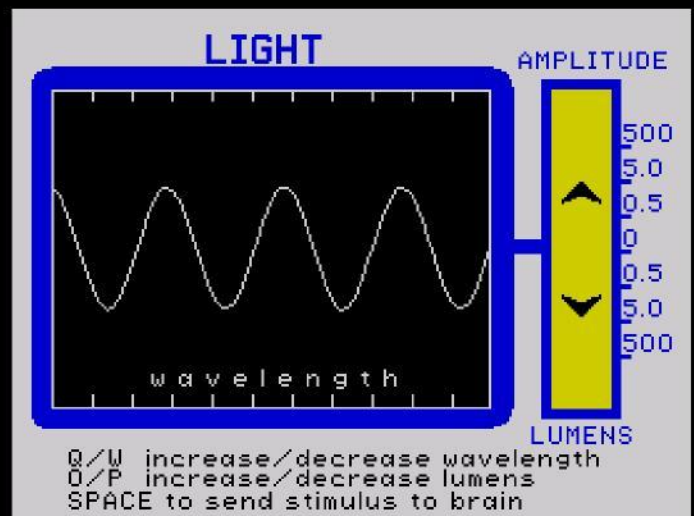 LIGHT
AMPLITUDE
500
5.0
0.5
0
0.5
5.0
500
wavelength
LUMENS
Q/W increase/decrease wavelength
O/P increase/decrease lumens
SPACE to send stimulus to brain